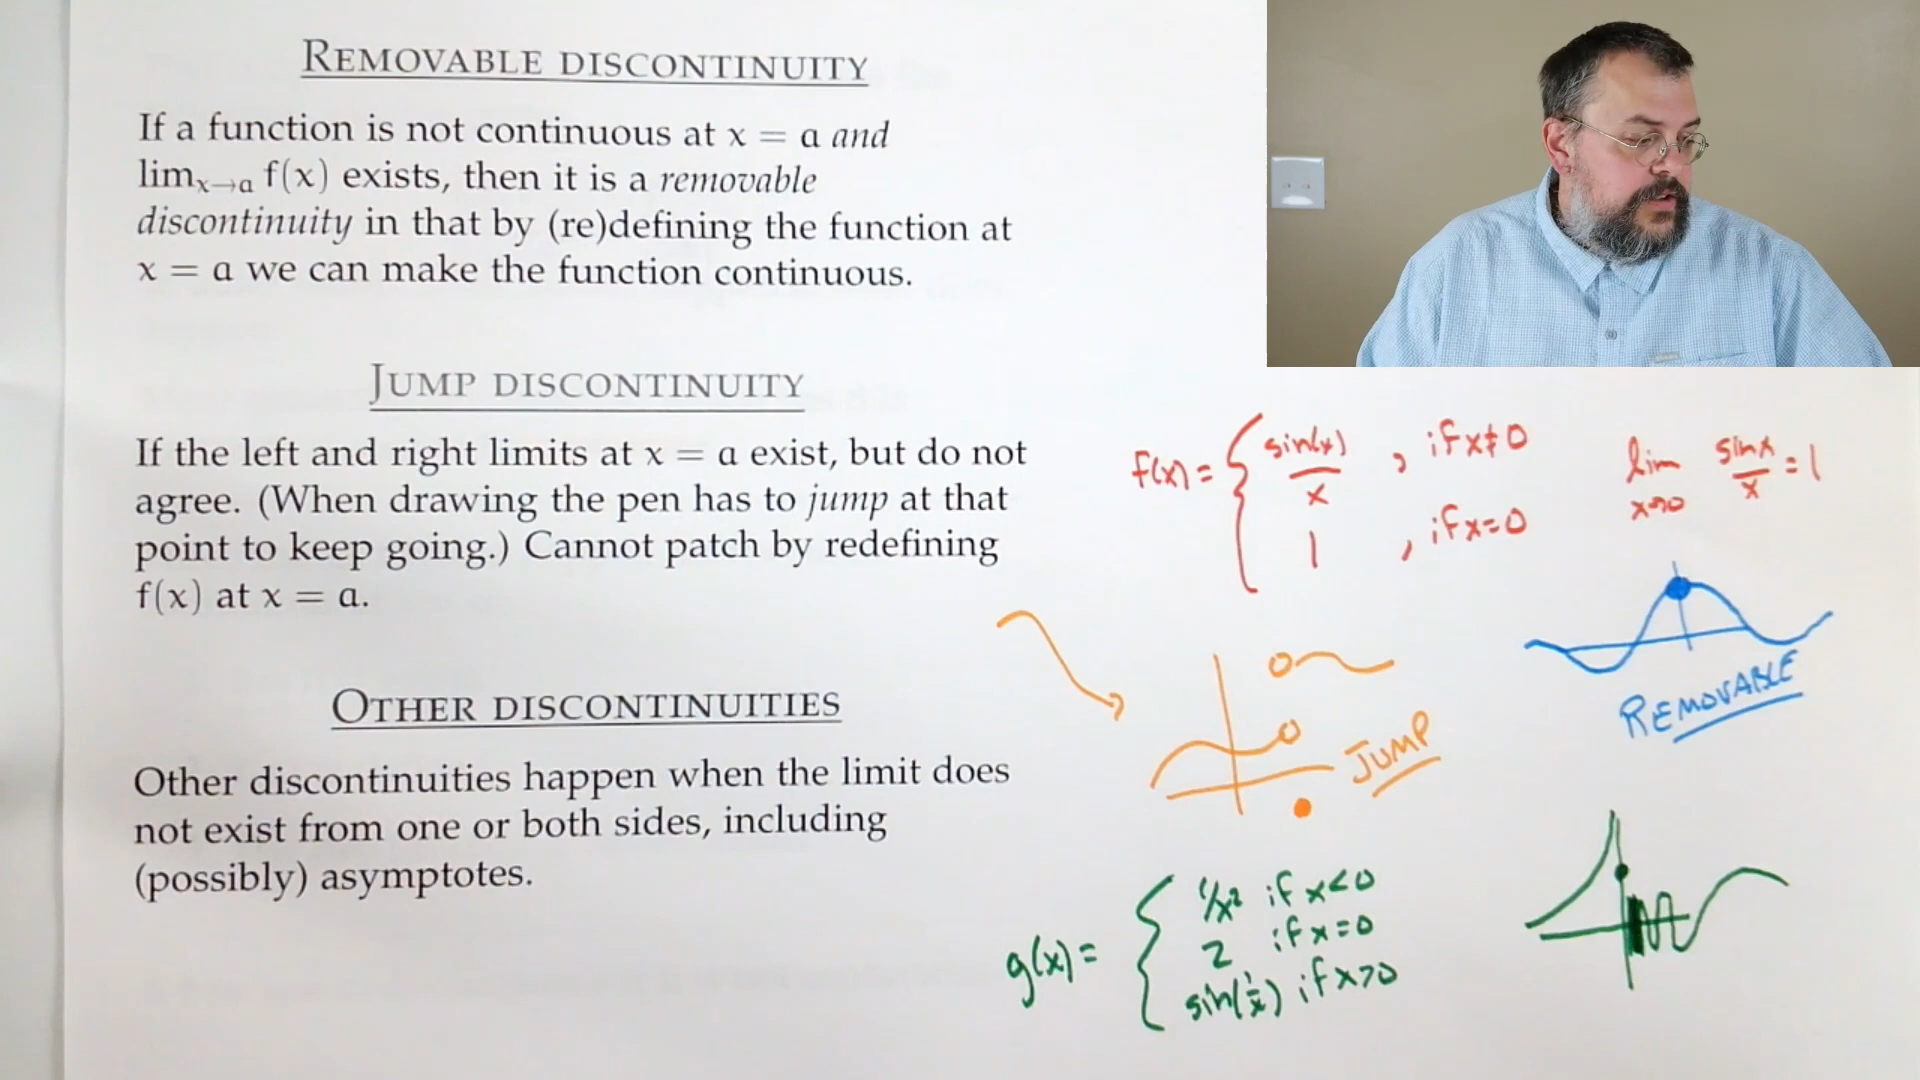 REMOVABLE DISCONTINUITY
If a function is not continuous at x = a and
lim x→a f(x) exists, then it is a removable
discontinuity in that by (re)defining the function at
x = a we can make the function continuous.
JUMP DISCONTINUITY
If the left and right limits at x = a exist, but do not
agree. (When drawing the pen has to jump at that
point to keep going.) Cannot patch by redefining
f(x) at x = a.
OTHER DISCONTINUITIES
Other discontinuities happen when the limit does
not exist from one or both sides, including
(possibly) asymptotes.
f(x) = { sin(x)/x , if x≠0
1 , if x=0
lim x→0 sin x/x = 1
REMOVABLE
JUMP
g(x) = { 1/x² if x<0
2 if x=0
sin(1/x) if x>0